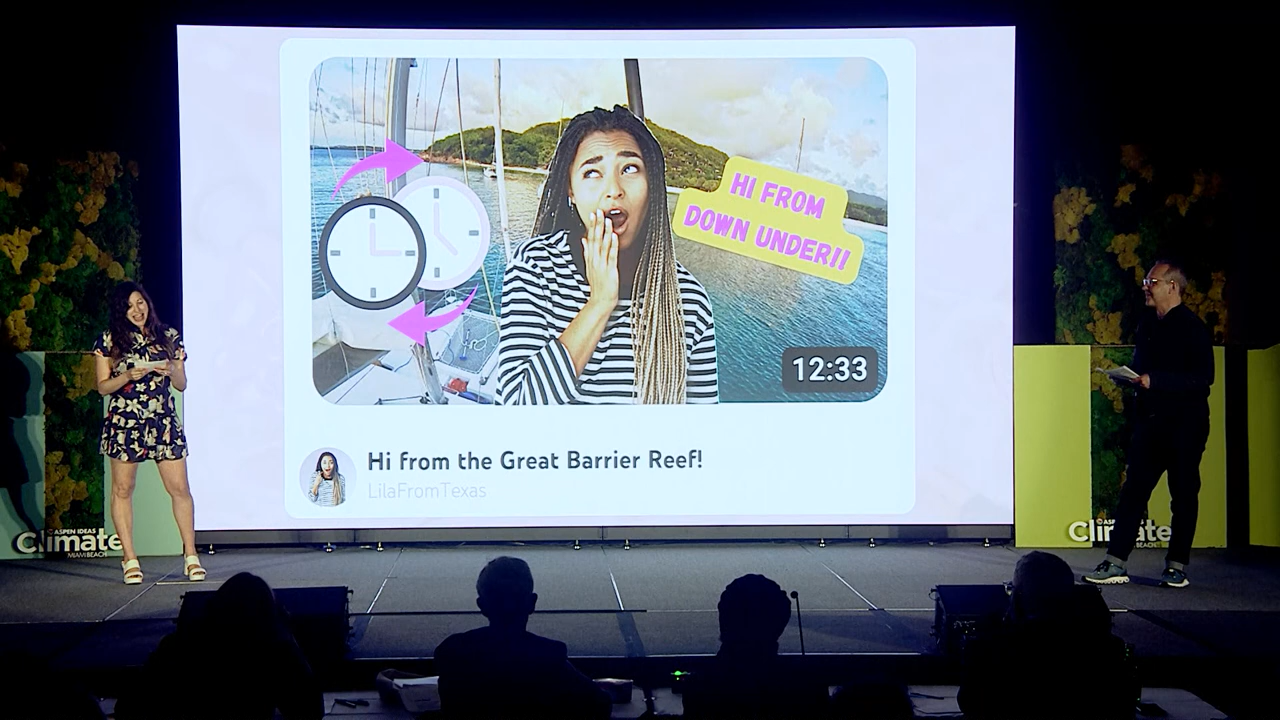 HI FROM
DOWN UNDER!!
12:33
Hi from the Great Barrier Reef!
LilaFromTexas
ASPEN IDEAS
Climate
MIAMI BEACH
ASPEN IDEAS
Climate